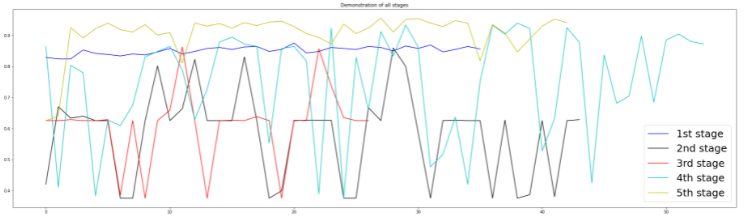 Demonstration of all stages
0.9
0.8
0.7
0.6
0.5
0.4
0
10
20
30
40
50
1st stage
2nd stage
3rd stage
4th stage
5th stage